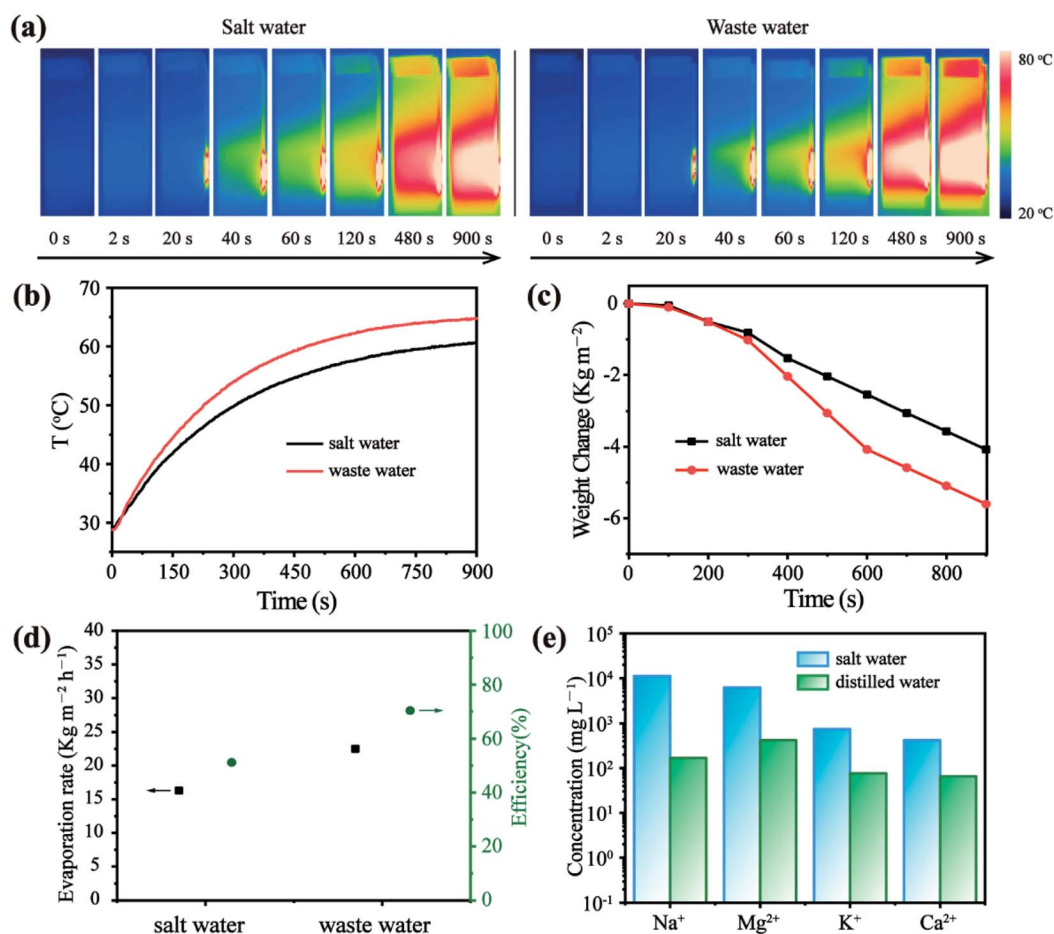 (a)
Salt water
Waste water
80 °C
20 °C
0 s 2 s 20 s 40 s 60 s 120 s 480 s 900 s
0 s 2 s 20 s 40 s 60 s 120 s 480 s 900 s
(b)
70
60
50
40
30
T (°C)
salt water
waste water
0 150 300 450 600 750 900
Time (s)
(c)
0
-2
-4
-6
Weight Change (Kg m⁻²)
salt water
waste water
0 200 400 600 800
Time (s)
(d)
40
35
30
25
20
15
10
5
0
Evaporation rate (Kg m⁻² h⁻¹)
100
80
60
40
20
0
Efficiency(%)
salt water waste water
(e)
10⁵
10⁴
10³
10²
10¹
10⁰
10⁻¹
Concentration (mg L⁻¹)
salt water
distilled water
Na⁺ Mg²⁺ K⁺ Ca²⁺